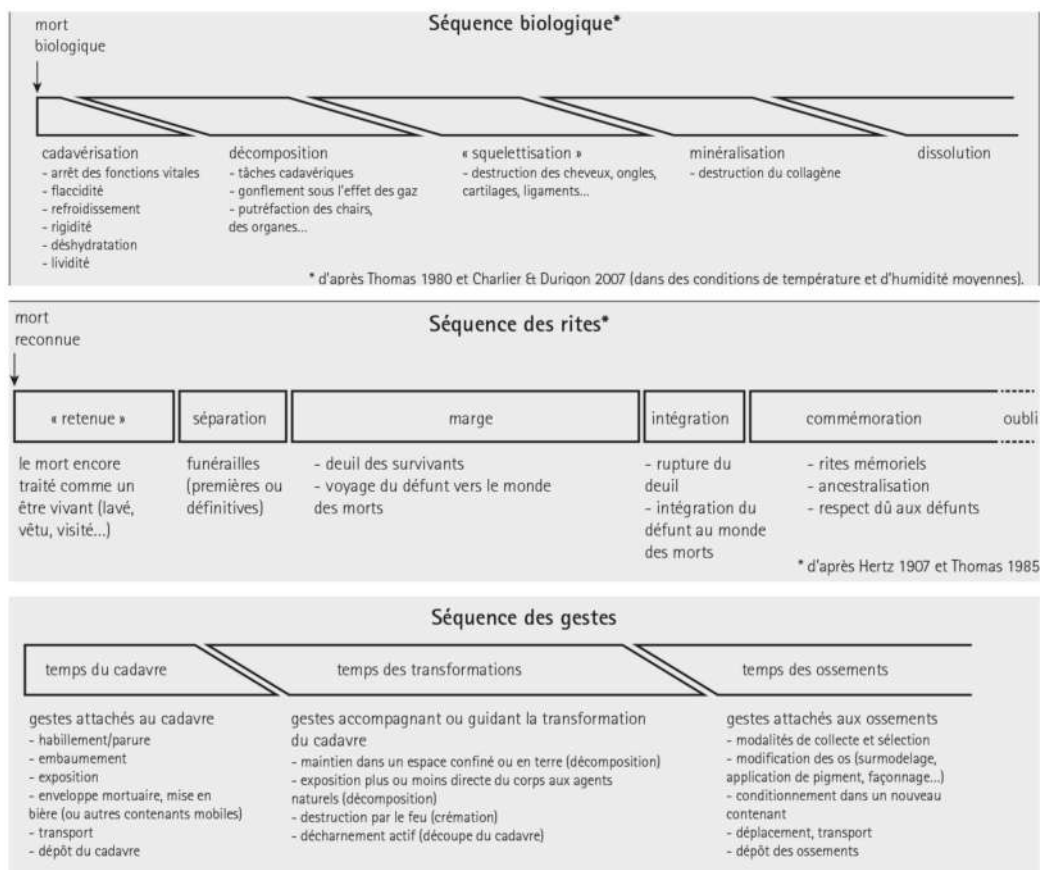 Séquence biologique*
mort
biologique
cadavérisation
- arrêt des fonctions vitales
- flaccidité
- refroidissement
- rigidité
- déshydratation
- lividité
décomposition
- tâches cadavériques
- gonflement sous l'effet des gaz
- putréfaction des chairs,
des organes...
« squelettisation »
- destruction des cheveux, ongles,
cartilages, ligaments...
minéralisation
- destruction du collagène
dissolution
* d'après Thomas 1980 et Charlier & Durigon 2007 (dans des conditions de température et d'humidité moyennes).
Séquence des rites*
mort
reconnue
« retenue »
le mort encore
traité comme un
être vivant (lavé,
vêtu, visité...)
séparation
funérailles
(premières ou
définitives)
marge
- deuil des survivants
- voyage du défunt vers le monde
des morts
intégration
- rupture du
deuil
- intégration du
défunt au monde
des morts
commémoration
- rites mémoriels
- ancestralisation
- respect dû aux défunts
oubli
* d'après Hertz 1907 et Thomas 1985
Séquence des gestes
temps du cadavre
gestes attachés au cadavre
- habillement/parure
- embaumement
- exposition
- enveloppe mortuaire, mise en
bière (ou autres contenants mobiles)
- transport
- dépôt du cadavre
temps des transformations
gestes accompagnant ou guidant la transformation
du cadavre
- maintien dans un espace confiné ou en terre (décomposition)
- exposition plus ou moins directe du corps aux agents
naturels (décomposition)
- destruction par le feu (crémation)
- décharnement actif (découpe du cadavre)
temps des ossements
gestes attachés aux ossements
- modalités de collecte et sélection
- modification des os (surmodelage,
application de pigment, façonnage...)
- conditionnement dans un nouveau
contenant
- déplacement, transport
- dépôt des ossements